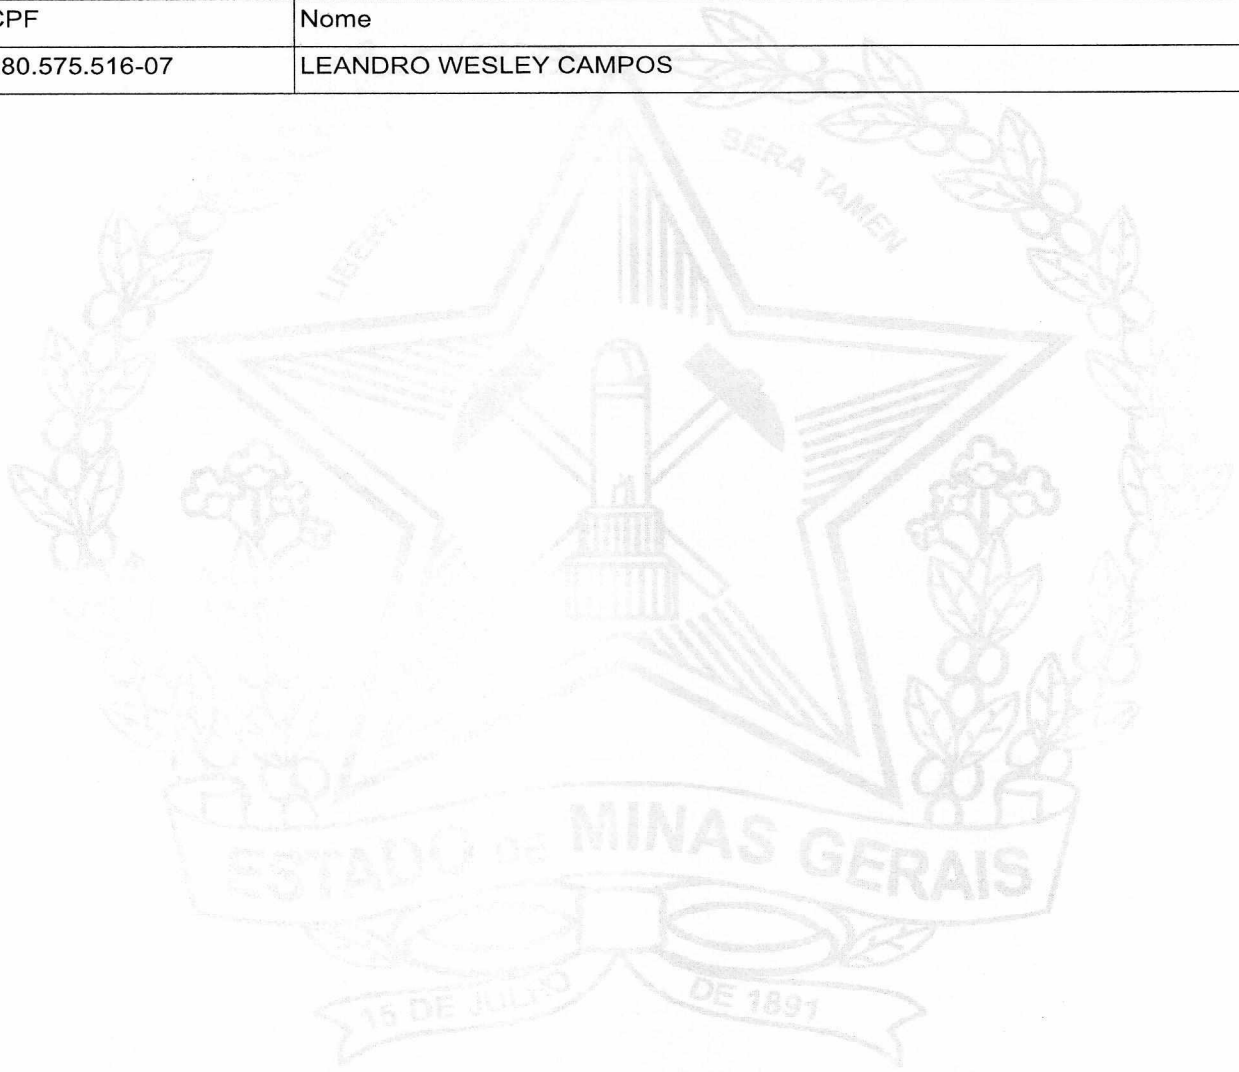 CPF Nome
80.575.516-07 LEANDRO WESLEY CAMPOS
SERA TAMEN
ESTADO DE MINAS GERAIS
15 DE JULHO DE 1891